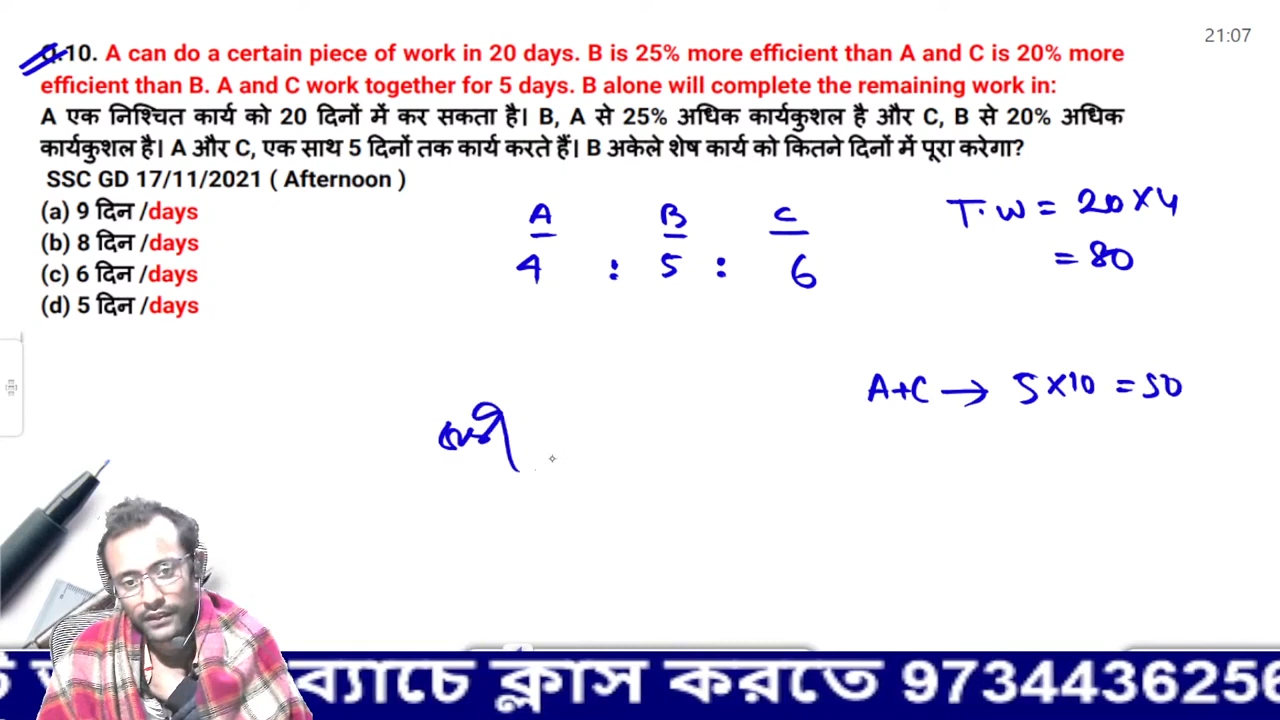 21:07
Q.10. A can do a certain piece of work in 20 days. B is 25% more efficient than A and C is 20% more
efficient than B. A and C work together for 5 days. B alone will complete the remaining work in:
A एक निश्चित कार्य को 20 दिनों में कर सकता है। B, A से 25% अधिक कार्यकुशल है और C, B से 20% अधिक
कार्यकुशल है। A और C, एक साथ 5 दिनों तक कार्य करते हैं। B अकेले शेष कार्य को कितने दिनों में पूरा करेगा?
SSC GD 17/11/2021 ( Afternoon )
(a) 9 दिन /days
(b) 8 दिन /days
(c) 6 दिन /days
(d) 5 दिन /days
A B C
4 : 5 : 6
T.W = 20×4
= 80
A+C → 5×10 = 50
ব্যাচে ক্লাস করতে 9734436256